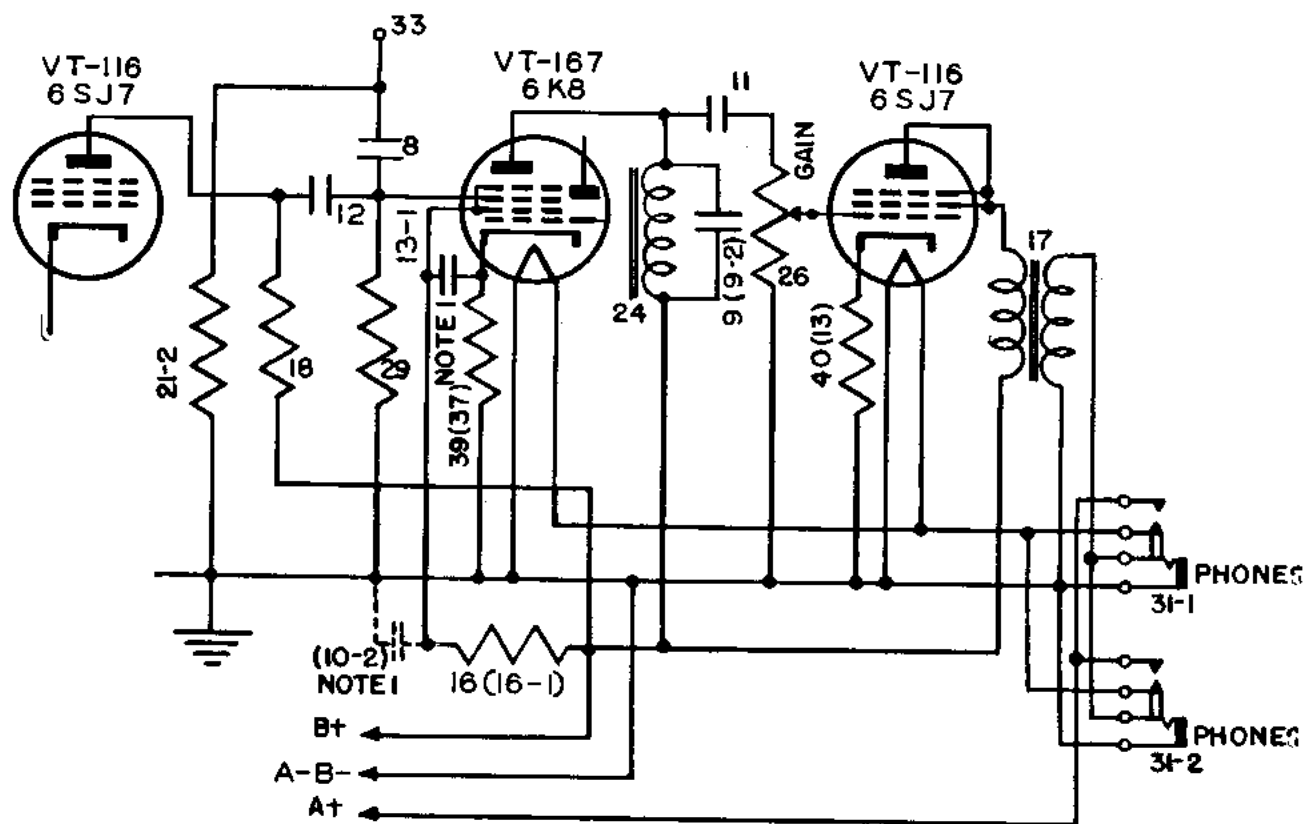 33
VT-116
6SJ7
VT-167
6K8
VT-116
6SJ7
11
8
12
13-1
GAIN
17
24
9(9-2)
26
21-2
18
29
NOTE 1
39(37)
40(13)
PHONES
31-1
(10-2)
NOTE 1
16(16-1)
B+
A-B-
A+
PHONES
31-2